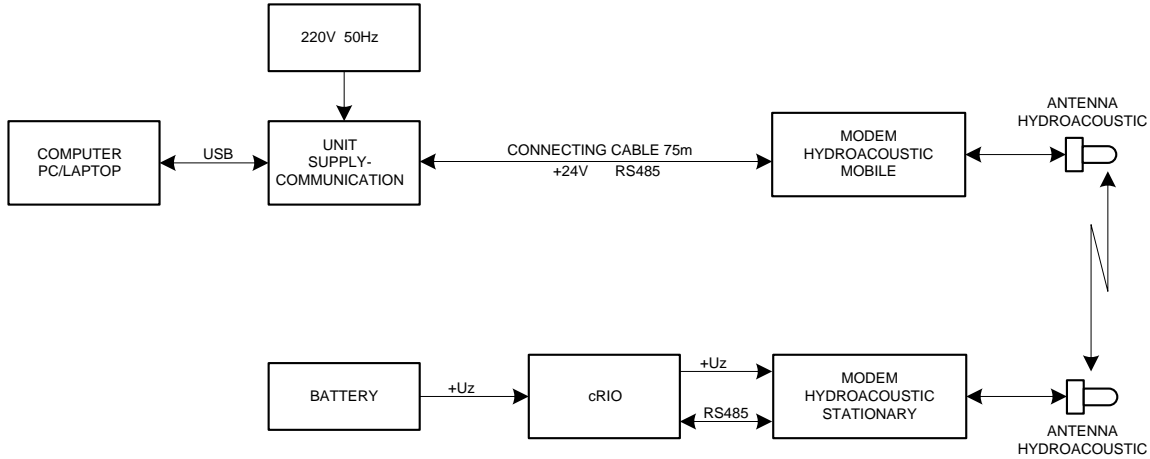 220V 50Hz
ANTENNA
HYDROACOUSTIC
COMPUTER
PC/LAPTOP
USB
UNIT
SUPPLY-
COMMUNICATION
CONNECTING CABLE 75m
+24V RS485
MODEM
HYDROACOUSTIC
MOBILE
BATTERY
+Uz
cRIO
+Uz
RS485
MODEM
HYDROACOUSTIC
STATIONARY
ANTENNA
HYDROACOUSTIC